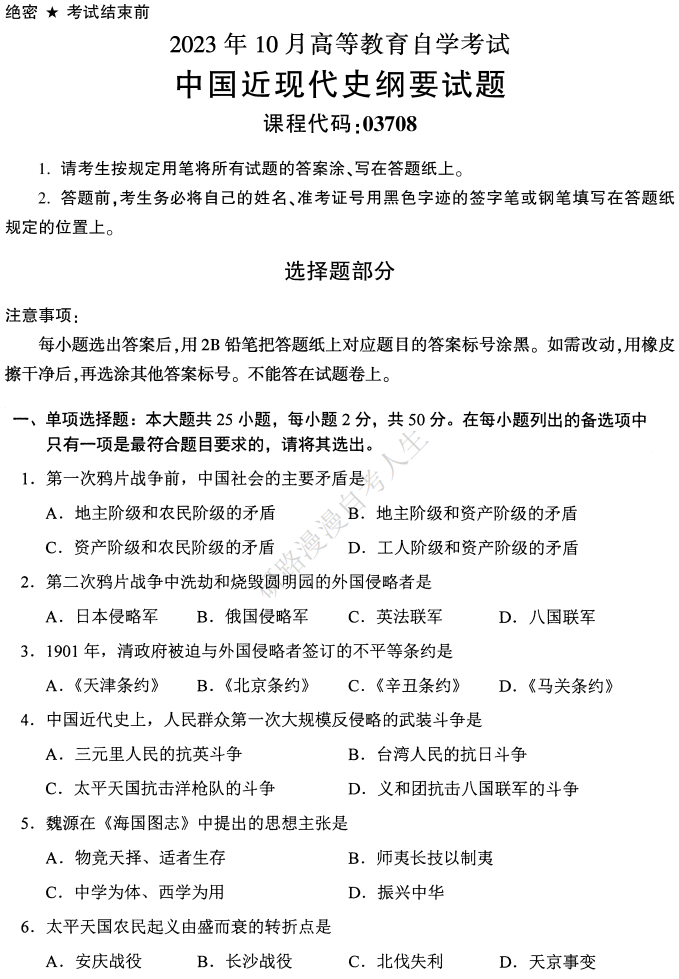 绝密 ★ 考试结束前
2023 年 10 月高等教育自学考试
中国近现代史纲要试题
课程代码:03708
1. 请考生按规定用笔将所有试题的答案涂、写在答题纸上。
2. 答题前,考生务必将自己的姓名、准考证号用黑色字迹的签字笔或钢笔填写在答题纸
规定的位置上。
选择题部分
注意事项:
每小题选出答案后,用 2B 铅笔把答题纸上对应题目的答案标号涂黑。如需改动,用橡皮
擦干净后,再选涂其他答案标号。不能答在试题卷上。
一、单项选择题：本大题共 25 小题，每小题 2 分，共 50 分。在每小题列出的备选项中
只有一项是最符合题目要求的，请将其选出。
1．第一次鸦片战争前，中国社会的主要矛盾是
A．地主阶级和农民阶级的矛盾 B．地主阶级和资产阶级的矛盾
C．资产阶级和农民阶级的矛盾 D．工人阶级和资产阶级的矛盾
2．第二次鸦片战争中洗劫和烧毁圆明园的外国侵略者是
A．日本侵略军 B．俄国侵略军 C．英法联军 D．八国联军
3．1901 年，清政府被迫与外国侵略者签订的不平等条约是
A．《天津条约》 B．《北京条约》 C．《辛丑条约》 D．《马关条约》
4．中国近代史上，人民群众第一次大规模反侵略的武装斗争是
A．三元里人民的抗英斗争 B．台湾人民的抗日斗争
C．太平天国抗击洋枪队的斗争 D．义和团抗击八国联军的斗争
5．魏源在《海国图志》中提出的思想主张是
A．物竞天择、适者生存 B．师夷长技以制夷
C．中学为体、西学为用 D．振兴中华
6．太平天国农民起义由盛而衰的转折点是
A．安庆战役 B．长沙战役 C．北伐失利 D．天京事变
研路漫漫自考人生